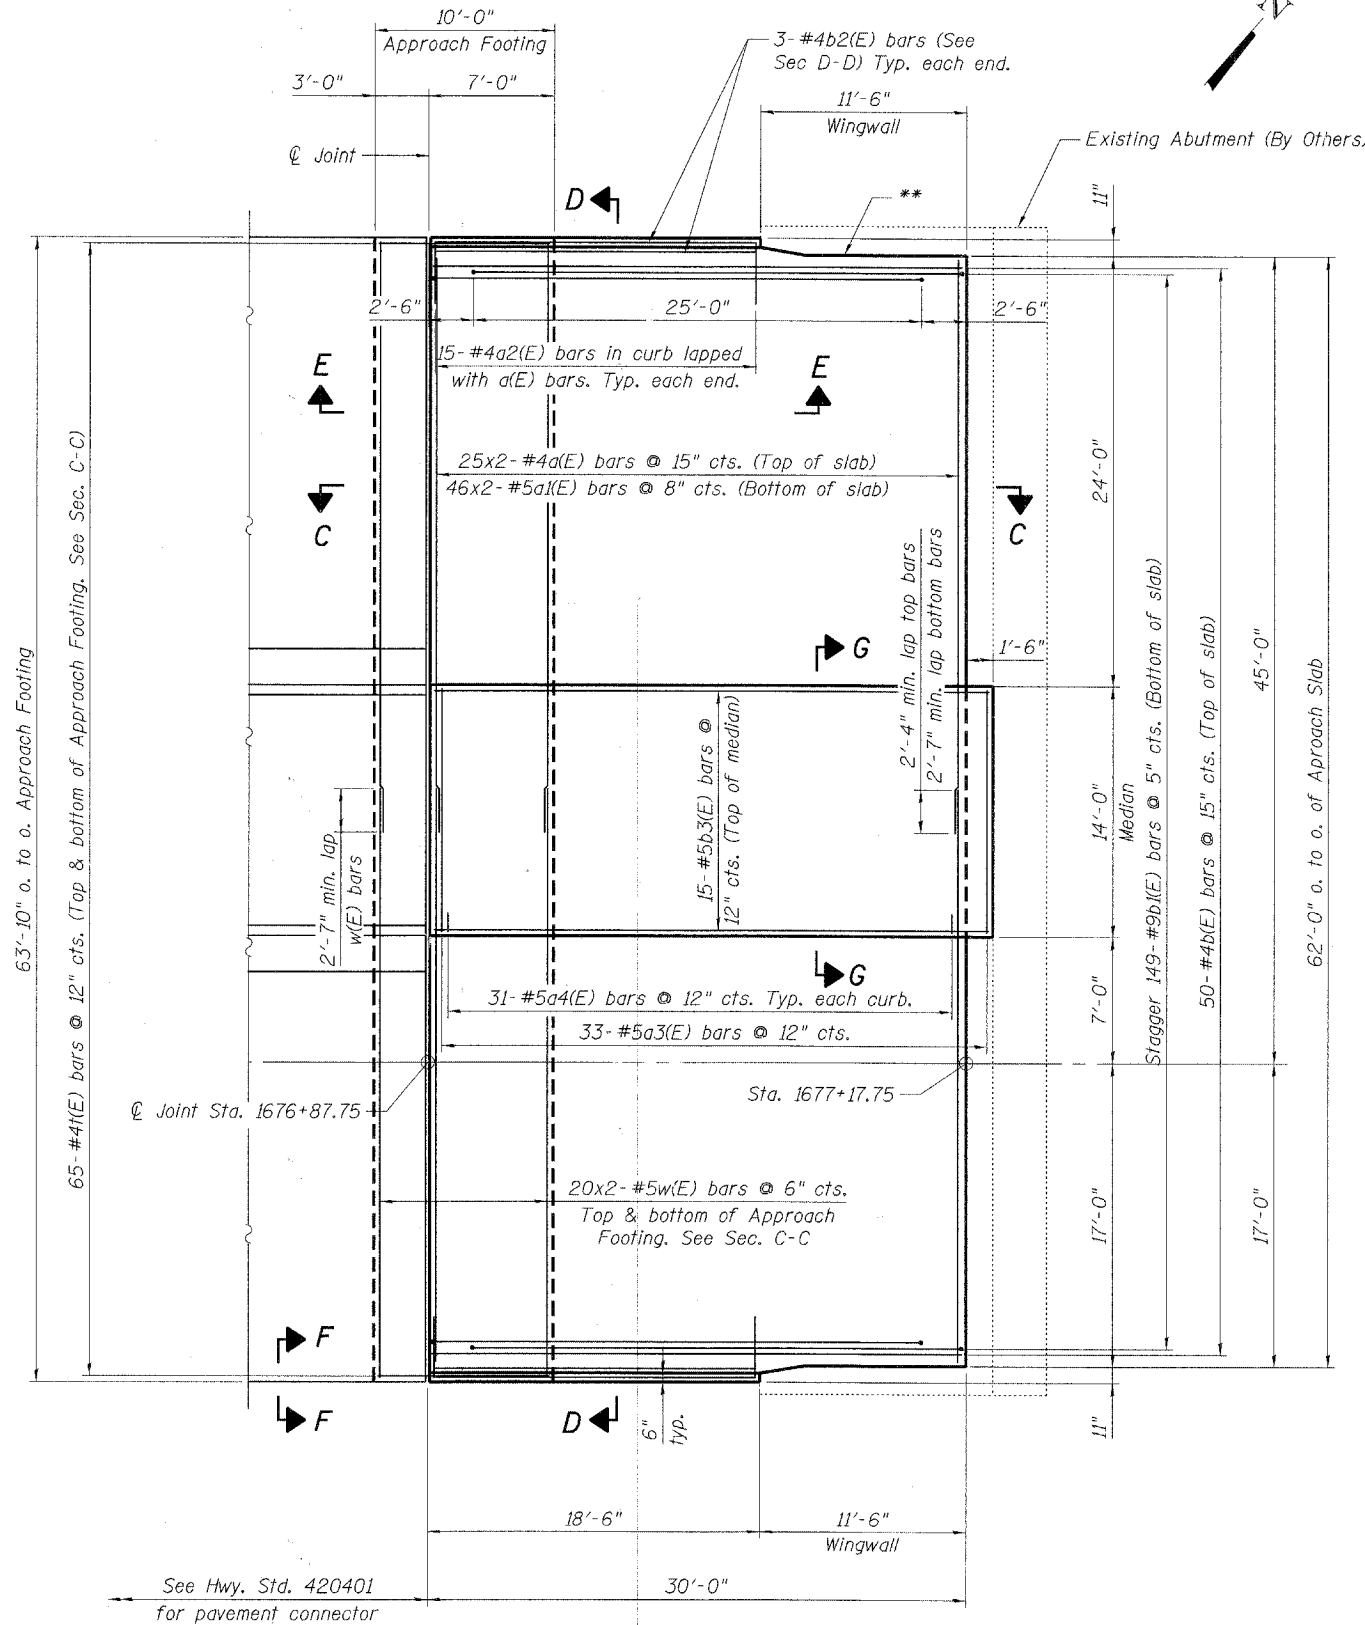 10'-0"
Approach Footing
3'-0"
7'-0"
℄ Joint
3-#4b2(E) bars (See
Sec D-D) Typ. each end.
11'-6"
Wingwall
N
Existing Abutment (By Others,
D
**
11"
2'-6"
25'-0"
2'-6"
15-#4a2(E) bars in curb lapped
with a(E) bars. Typ. each end.
E
E
25x2-#4a(E) bars @ 15" cts. (Top of slab)
46x2-#5a1(E) bars @ 8" cts. (Bottom of slab)
C
C
24'-0"
2'-4" min. lap top bars
2'-7" min. lap bottom bars
G
1'-6"
63'-10" o. to o. Approach Footing
65-#4t(E) bars @ 12" cts. (Top & bottom of Approach Footing. See Sec. C-C)
2'-7" min. lap
w(E) bars
15-#5b3(E) bars @
12" cts. (Top of median)
14'-0"
Median
Stagger 149-#9b1(E) bars @ 5" cts. (Bottom of slab)
50-#4b(E) bars @ 15" cts. (Top of slab)
45'-0"
62'-0" o. to o. of Aproach Slab
G
7'-0"
31-#5a4(E) bars @ 12" cts. Typ. each curb.
33-#5a3(E) bars @ 12" cts.
℄ Joint Sta. 1676+87.75
Sta. 1677+17.75
20x2-#5w(E) bars @ 6" cts.
Top & bottom of Approach
Footing. See Sec. C-C
17'-0"
17'-0"
F
F
D
6"
typ.
11"
18'-6"
11'-6"
Wingwall
See Hwy. Std. 420401
for pavement connector
30'-0"